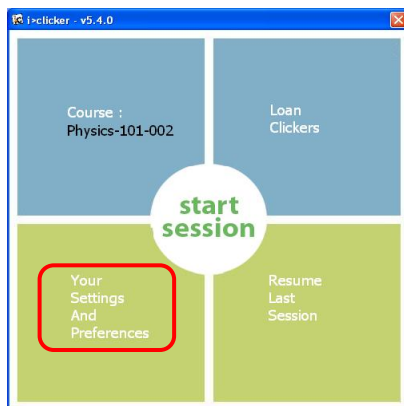 i>clicker - v5.4.0
Course :
Physics-101-002
Loan
Clickers
start
session
Your
Settings
And
Preferences
Resume
Last
Session